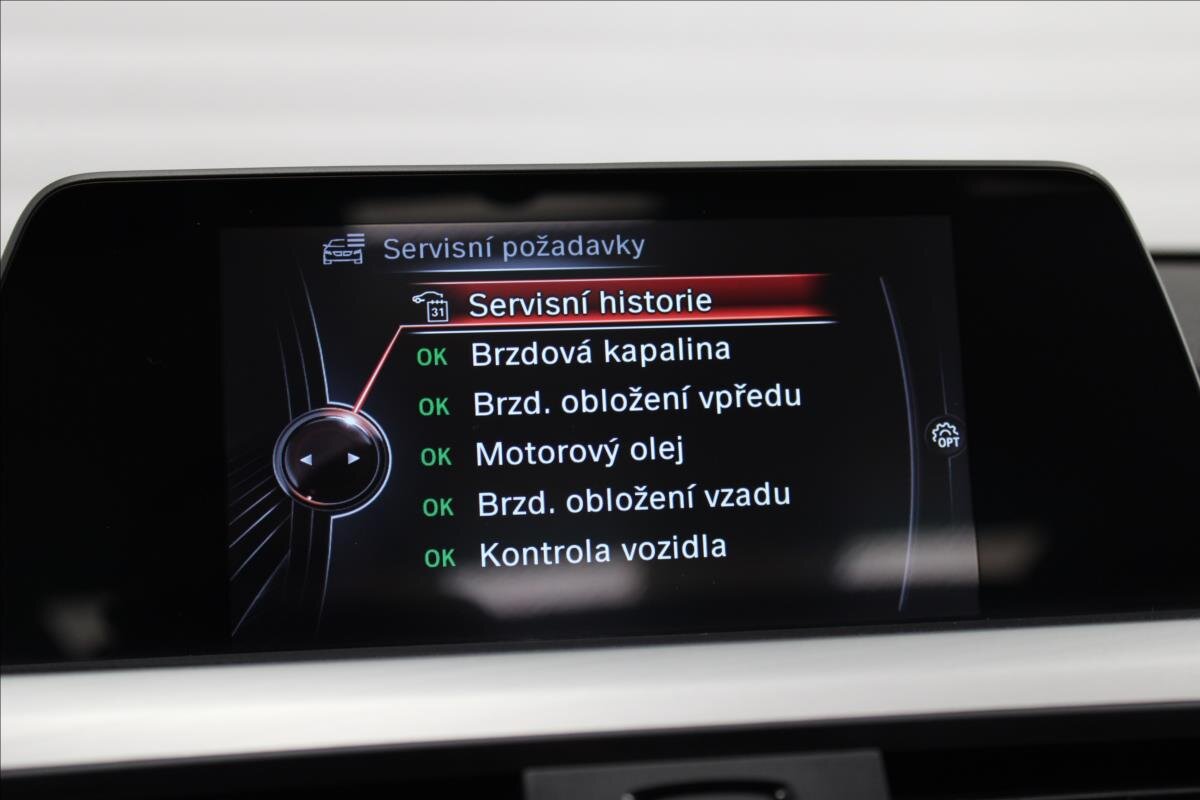 Servisní požadavky
31 Servisní historie
OK Brzdová kapalina
OK Brzd. obložení vpředu
OK Motorový olej
OK Brzd. obložení vzadu
OK Kontrola vozidla
OPT